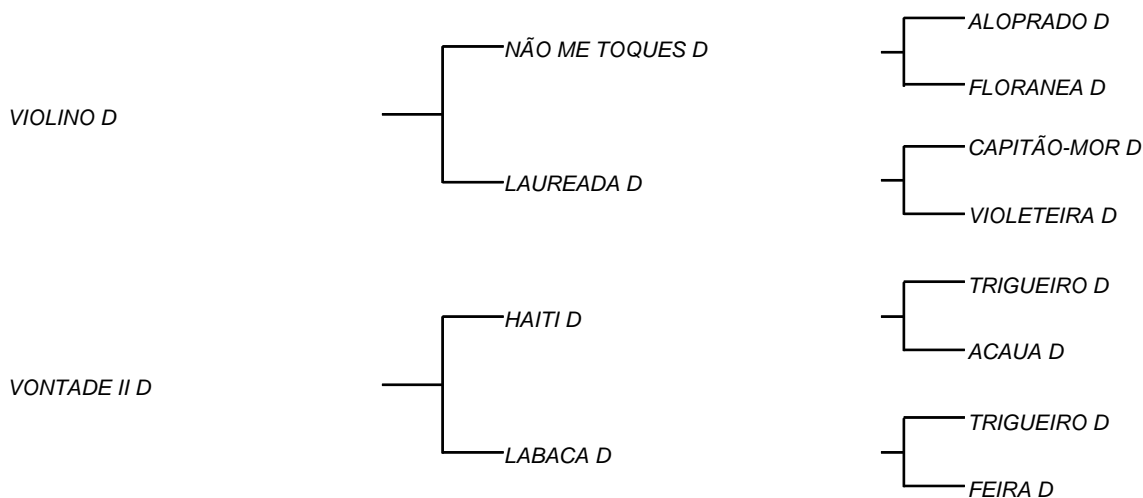 ALOPRADO D
NÃO ME TOQUES D
FLORANEA D
VIOLINO D
CAPITÃO-MOR D
LAUREADA D
VIOLETEIRA D
TRIGUEIRO D
HAITI D
ACAUA D
VONTADE II D
TRIGUEIRO D
LABACA D
FEIRA D